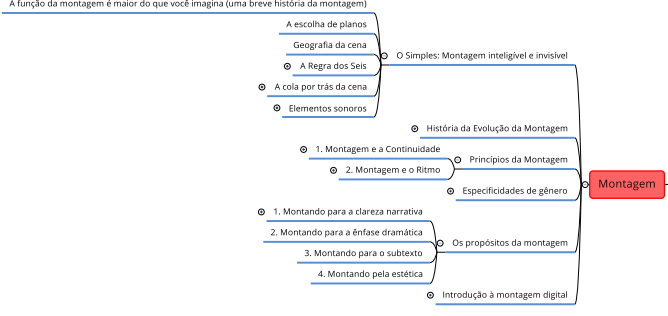 A função da montagem é maior do que você imagina (uma breve história da montagem)
A escolha de planos
Geografia da cena
A Regra dos Seis
A cola por trás da cena
Elementos sonoros
O Simples: Montagem inteligível e invisível
História da Evolução da Montagem
1. Montagem e a Continuidade
2. Montagem e o Ritmo
Princípios da Montagem
Especificidades de gênero
1. Montando para a clareza narrativa
2. Montando para a ênfase dramática
3. Montando para o subtexto
4. Montando pela estética
Os propósitos da montagem
Introdução à montagem digital
Montagem